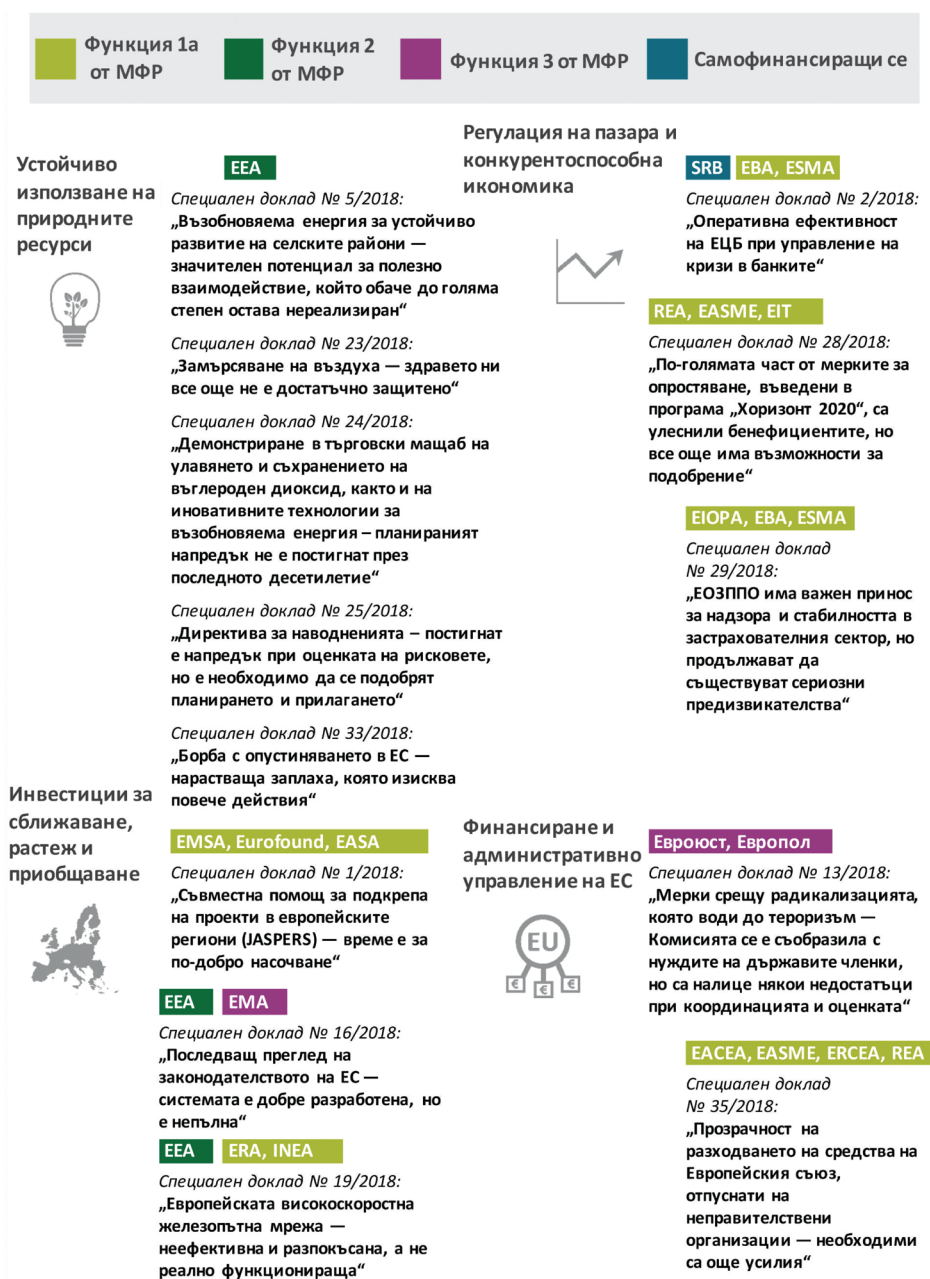 Функция 1а
от МФР
Функция 2
от МФР
Функция 3 от МФР
Самофинансиращи се
Устойчиво
използване на
природните
ресурси
EEA
Специален доклад № 5/2018:
„Възобновяема енергия за устойчиво
развитие на селските райони —
значителен потенциал за полезно
взаимодействие, който обаче до голяма
степен остава нереализиран“
Специален доклад № 23/2018:
„Замърсяване на въздуха — здравето ни
все още не е достатъчно защитено“
Специален доклад № 24/2018:
„Демонстриране в търговски мащаб на
улавянето и съхранението на
въглероден диоксид, както и на
иновативните технологии за
възобновяема енергия – планираният
напредък не е постигнат през
последното десетилетие“
Специален доклад № 25/2018:
„Директива за наводненията – постигнат
е напредък при оценката на рисковете,
но е необходимо да се подобрят
планирането и прилагането“
Специален доклад № 33/2018:
„Борба с опустиняването в ЕС —
нарастваща заплаха, която изисква
повече действия“
Регулация на пазара и
конкурентоспособна
икономика
SRB
EBA, ESMA
Специален доклад № 2/2018:
„Оперативна ефективност
на ЕЦБ при управление на
кризи в банките“
REA, EASME, EIT
Специален доклад № 28/2018:
„По-голямата част от мерките за
опростяване, въведени в
програма „Хоризонт 2020“, са
улеснили бенефициентите, но
все още има възможности за
подобрение“
EIOPA, EBA, ESMA
Специален доклад
№ 29/2018:
„ЕОЗППО има важен принос
за надзора и стабилността в
застрахователния сектор, но
продължават да
съществуват сериозни
предизвикателства“
Инвестиции за
сближаване,
растеж и
приобщаване
EMSA, Eurofound, EASA
Специален доклад № 1/2018:
„Съвместна помощ за подкрепа
на проекти в европейските
региони (JASPERS) — време е за
по-добро насочване“
EEA
EMA
Специален доклад № 16/2018:
„Последващ преглед на
законодателството на ЕС —
системата е добре разработена, но
е непълна“
EEA
ERA, INEA
Специален доклад № 19/2018:
„Европейската високоскоростна
железопътна мрежа —
неефективна и разпокъсана, а не
реално функционираща“
Финансиране и
административно
управление на ЕС
EU
€
€
€
Евроюст, Европол
Специален доклад № 13/2018:
„Мерки срещу радикализацията,
която води до тероризъм —
Комисията се е съобразила с
нуждите на държавите членки,
но са налице някои недостатъци
при координацията и оценката“
EACEA, EASME, ERCEA, REA
Специален доклад
№ 35/2018:
„Прозрачност на
разходването на средства на
Европейския съюз,
отпуснати на
неправителствени
организации — необходими
са още усилия“